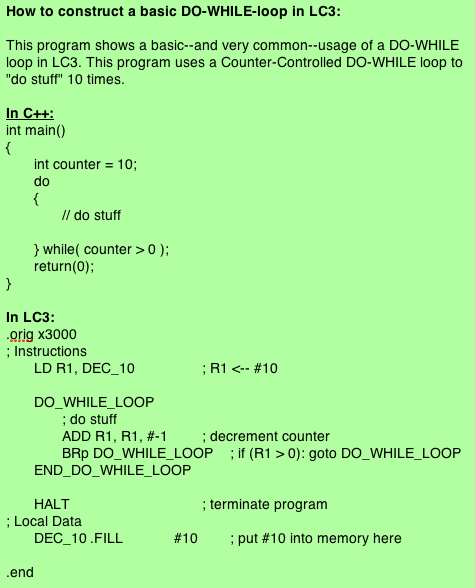 How to construct a basic DO-WHILE-loop in LC3:
This program shows a basic--and very common--usage of a DO-WHILE
loop in LC3. This program uses a Counter-Controlled DO-WHILE loop to
"do stuff" 10 times.
In C++:
int main()
{
int counter = 10;
do
{
// do stuff
} while( counter > 0 );
return(0);
}
In LC3:
.orig x3000
; Instructions
LD R1, DEC_10 ; R1 <-- #10
DO_WHILE_LOOP
; do stuff
ADD R1, R1, #-1 ; decrement counter
BRp DO_WHILE_LOOP ; if (R1 > 0): goto DO_WHILE_LOOP
END_DO_WHILE_LOOP
HALT ; terminate program
; Local Data
DEC_10 .FILL #10 ; put #10 into memory here
.end